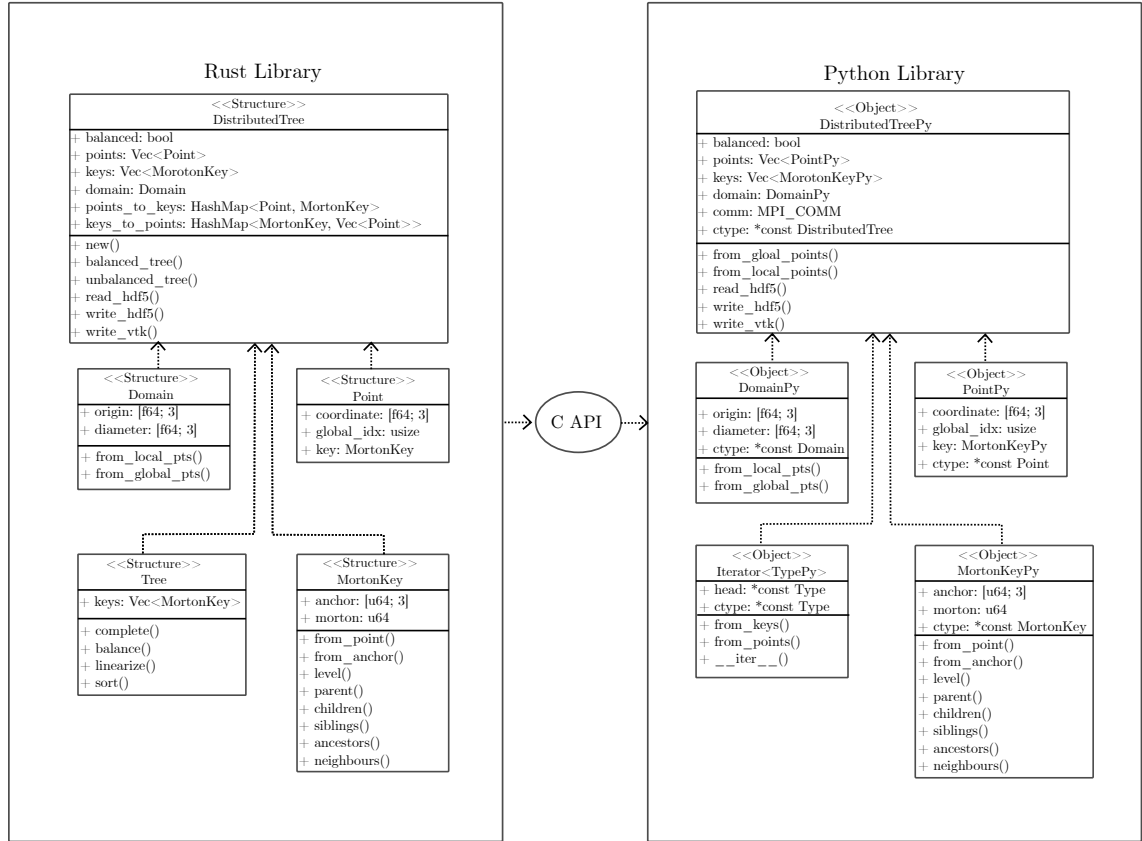 Rust Library
<<Structure>>
DistributedTree
+ balanced: bool
+ points: Vec<Point>
+ keys: Vec<MorotonKey>
+ domain: Domain
+ points_to_keys: HashMap<Point, MortonKey>
+ keys_to_points: HashMap<MortonKey, Vec<Point>>
+ new()
+ balanced_tree()
+ unbalanced_tree()
+ read_hdf5()
+ write_hdf5()
+ write_vtk()
<<Structure>>
Domain
+ origin: [f64; 3]
+ diameter: [f64; 3]
+ from_local_pts()
+ from_global_pts()
<<Structure>>
Point
+ coordinate: [f64; 3]
+ global_idx: usize
+ key: MortonKey
<<Structure>>
Tree
+ keys: Vec<MortonKey>
+ complete()
+ balance()
+ linearize()
+ sort()
<<Structure>>
MortonKey
+ anchor: [u64; 3]
+ morton: u64
+ from_point()
+ from_anchor()
+ level()
+ parent()
+ children()
+ siblings()
+ ancestors()
+ neighbours()
C API
Python Library
<<Object>>
DistributedTreePy
+ balanced: bool
+ points: Vec<PointPy>
+ keys: Vec<MorotonKeyPy>
+ domain: DomainPy
+ comm: MPI_COMM
+ ctype: *const DistributedTree
+ from_gloal_points()
+ from_local_points()
+ read_hdf5()
+ write_hdf5()
+ write_vtk()
<<Object>>
DomainPy
+ origin: [f64; 3]
+ diameter: [f64; 3]
+ ctype: *const Domain
+ from_local_pts()
+ from_global_pts()
<<Object>>
PointPy
+ coordinate: [f64; 3]
+ global_idx: usize
+ key: MortonKeyPy
+ ctype: *const Point
<<Object>>
Iterator<TypePy>
+ head: *const Type
+ ctype: *const Type
+ from_keys()
+ from_points()
+ __iter__()
<<Object>>
MortonKeyPy
+ anchor: [u64; 3]
+ morton: u64
+ ctype: *const MortonKey
+ from_point()
+ from_anchor()
+ level()
+ parent()
+ children()
+ siblings()
+ ancestors()
+ neighbours()